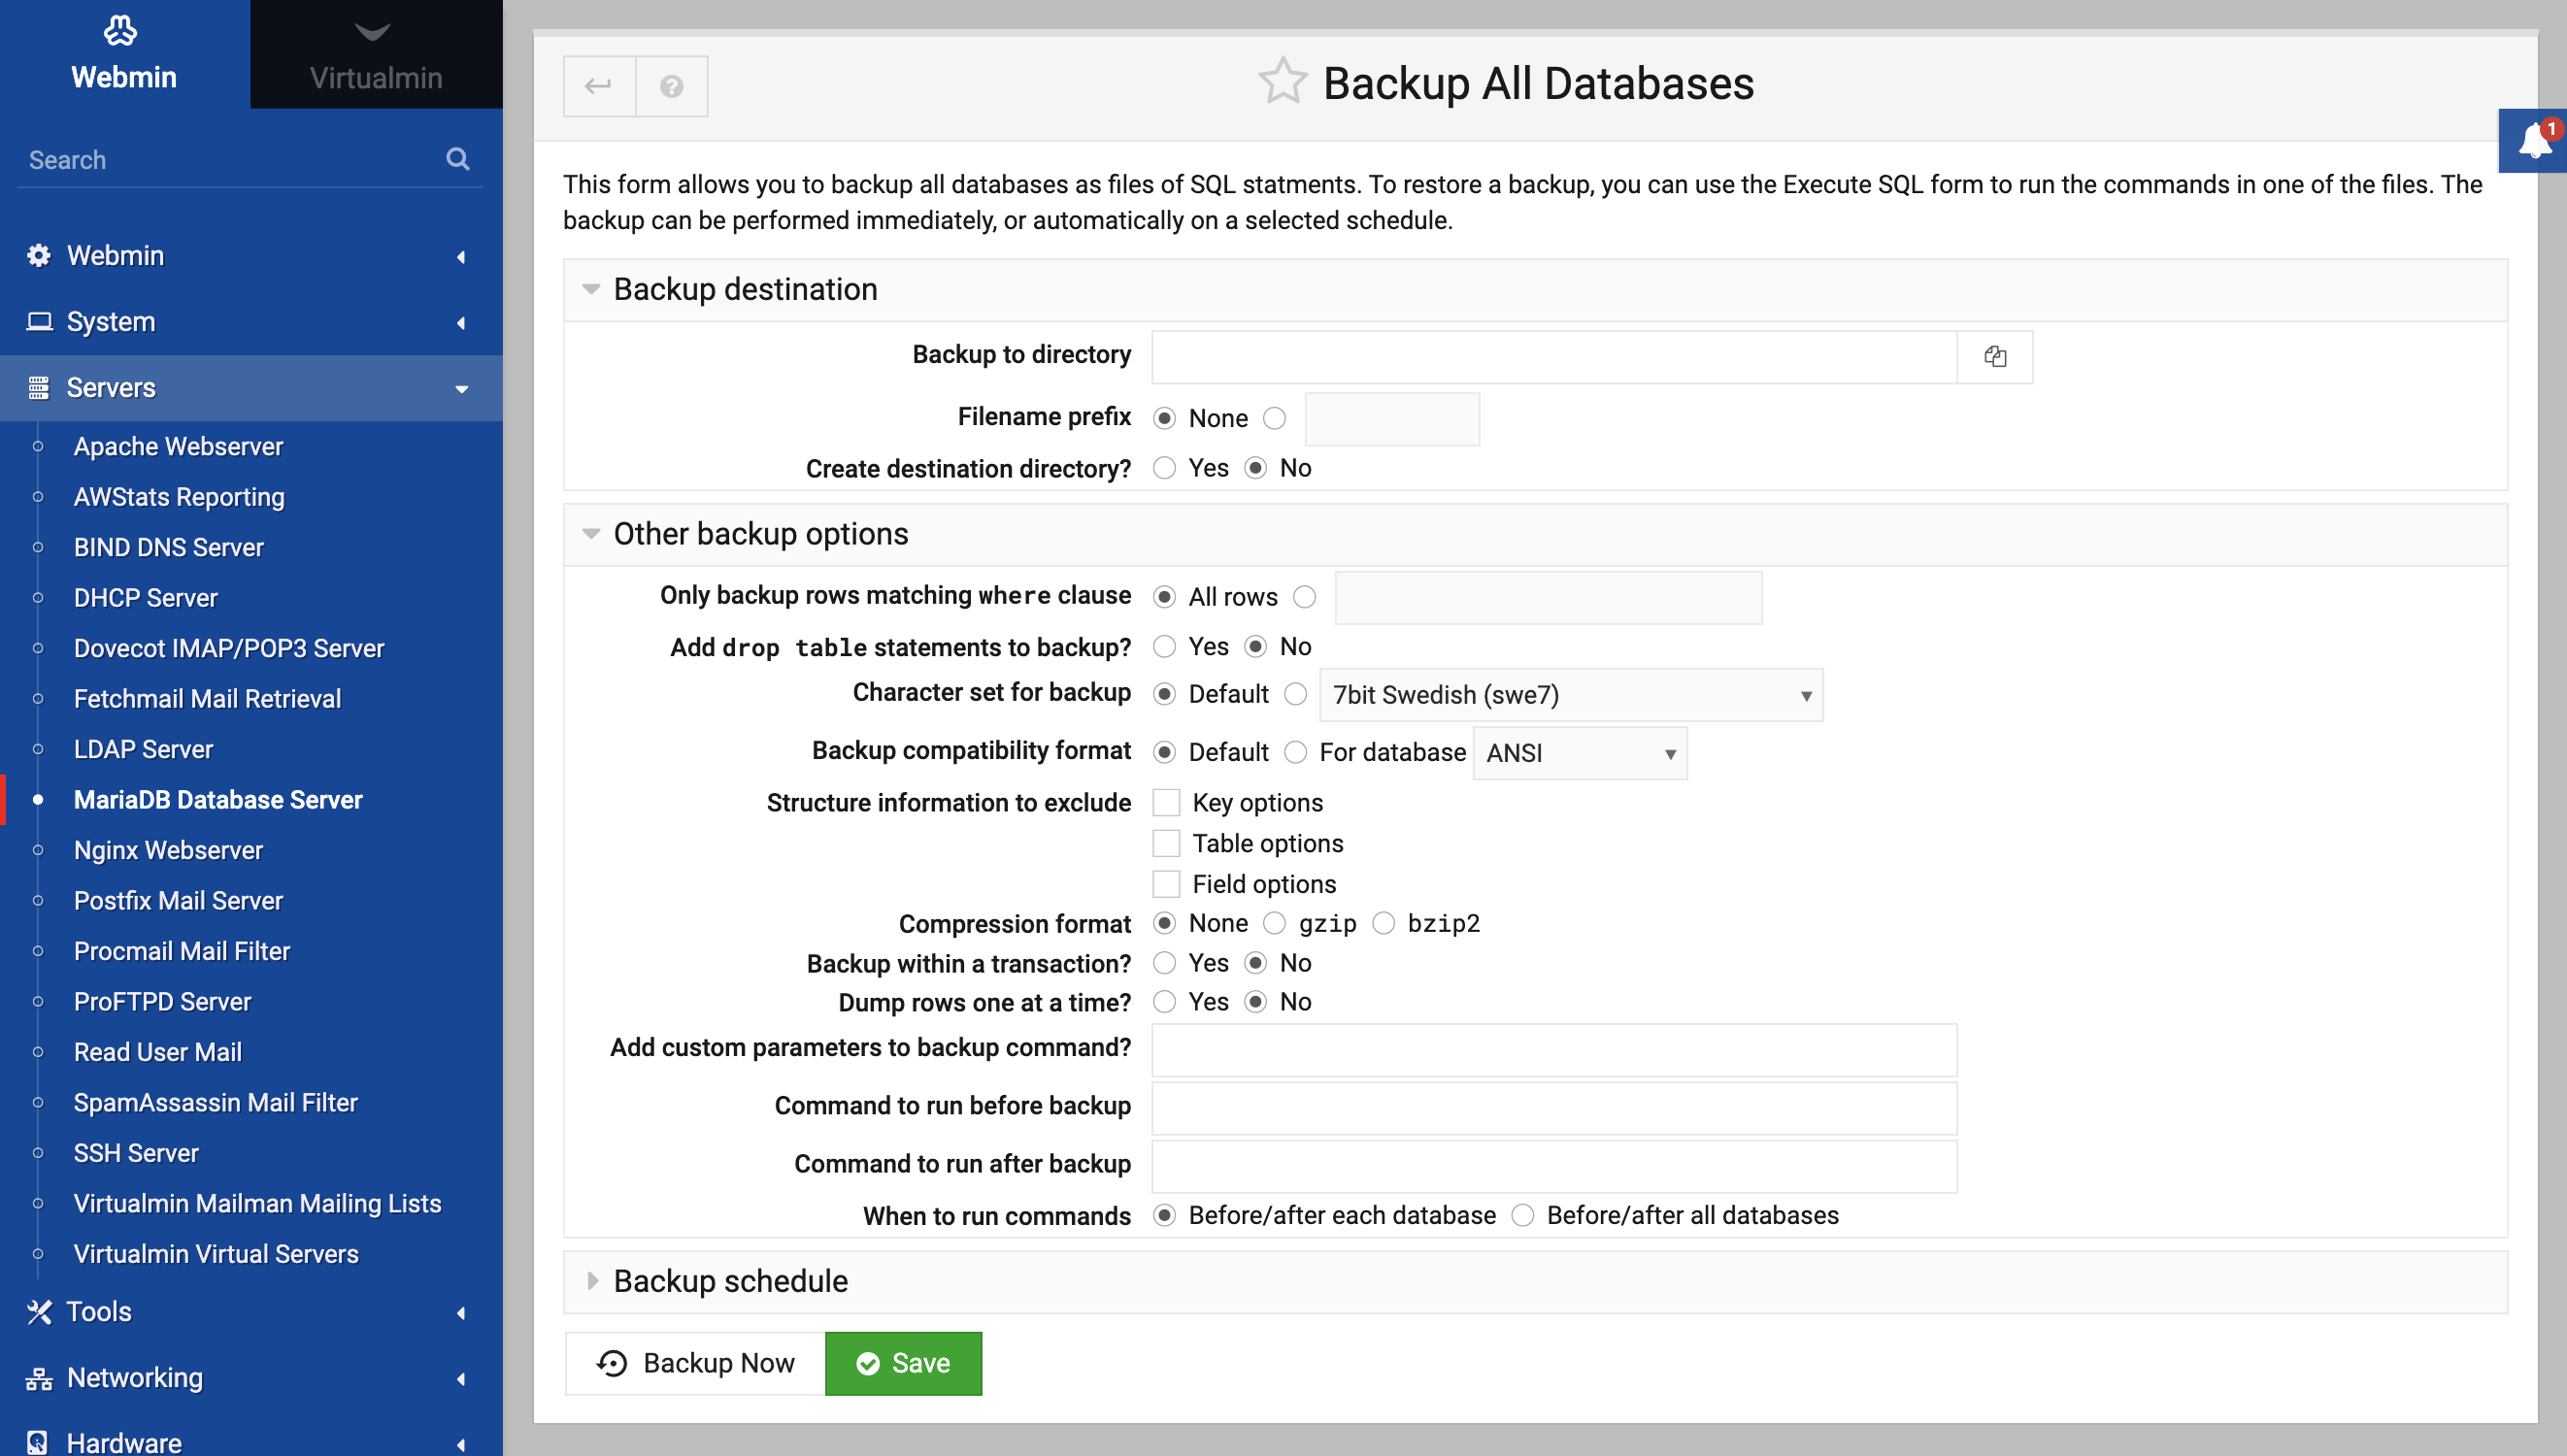 Webmin
Virtualmin
Search
Webmin
System
Servers
Apache Webserver
AWStats Reporting
BIND DNS Server
DHCP Server
Dovecot IMAP/POP3 Server
Fetchmail Mail Retrieval
LDAP Server
MariaDB Database Server
Nginx Webserver
Postfix Mail Server
Procmail Mail Filter
ProFTPD Server
Read User Mail
SpamAssassin Mail Filter
SSH Server
Virtualmin Mailman Mailing Lists
Virtualmin Virtual Servers
Tools
Networking
Hardware
Backup All Databases
1
This form allows you to backup all databases as files of SQL statments. To restore a backup, you can use the Execute SQL form to run the commands in one of the files. The
backup can be performed immediately, or automatically on a selected schedule.
Backup destination
Backup to directory
Filename prefix None
Create destination directory? Yes No
Other backup options
Only backup rows matching where clause All rows
Add drop table statements to backup? Yes No
Character set for backup Default 7bit Swedish (swe7)
Backup compatibility format Default For database ANSI
Structure information to exclude Key options
Table options
Field options
Compression format None gzip bzip2
Backup within a transaction? Yes No
Dump rows one at a time? Yes No
Add custom parameters to backup command?
Command to run before backup
Command to run after backup
When to run commands Before/after each database Before/after all databases
Backup schedule
Backup Now Save